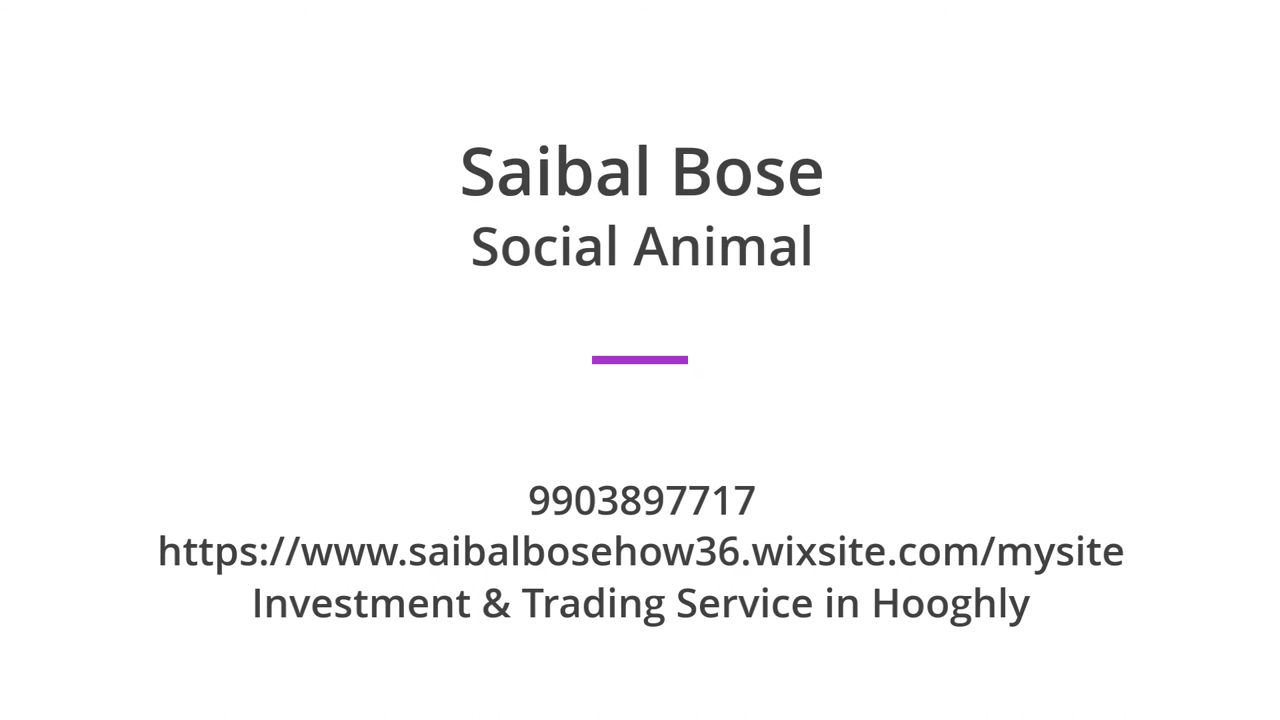 Saibal Bose
Social Animal
9903897717
https://www.saibalbosehow36.wixsite.com/mysite
Investment & Trading Service in Hooghly